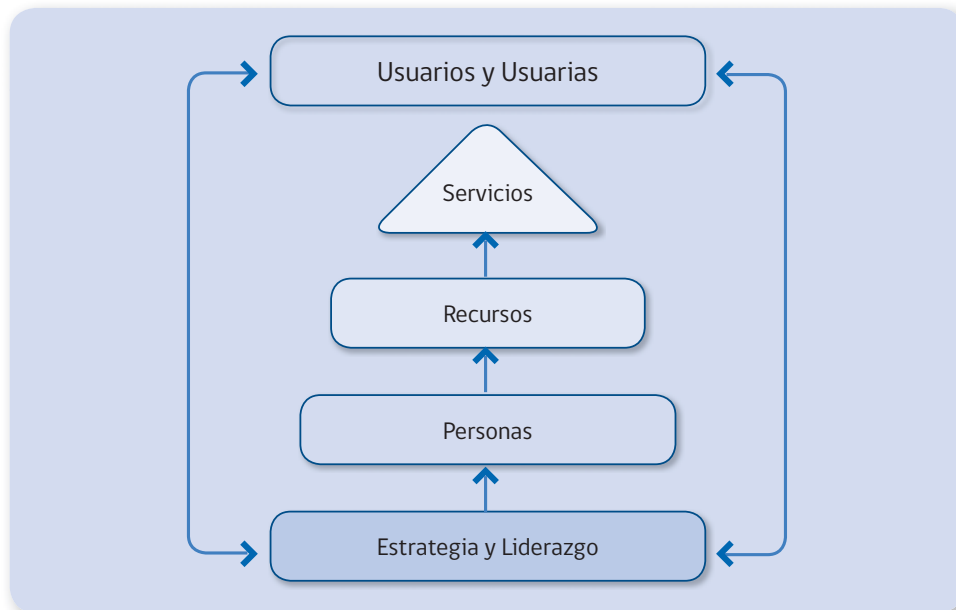 Usuarios y Usuarias
Servicios
Recursos
Personas
Estrategia y Liderazgo